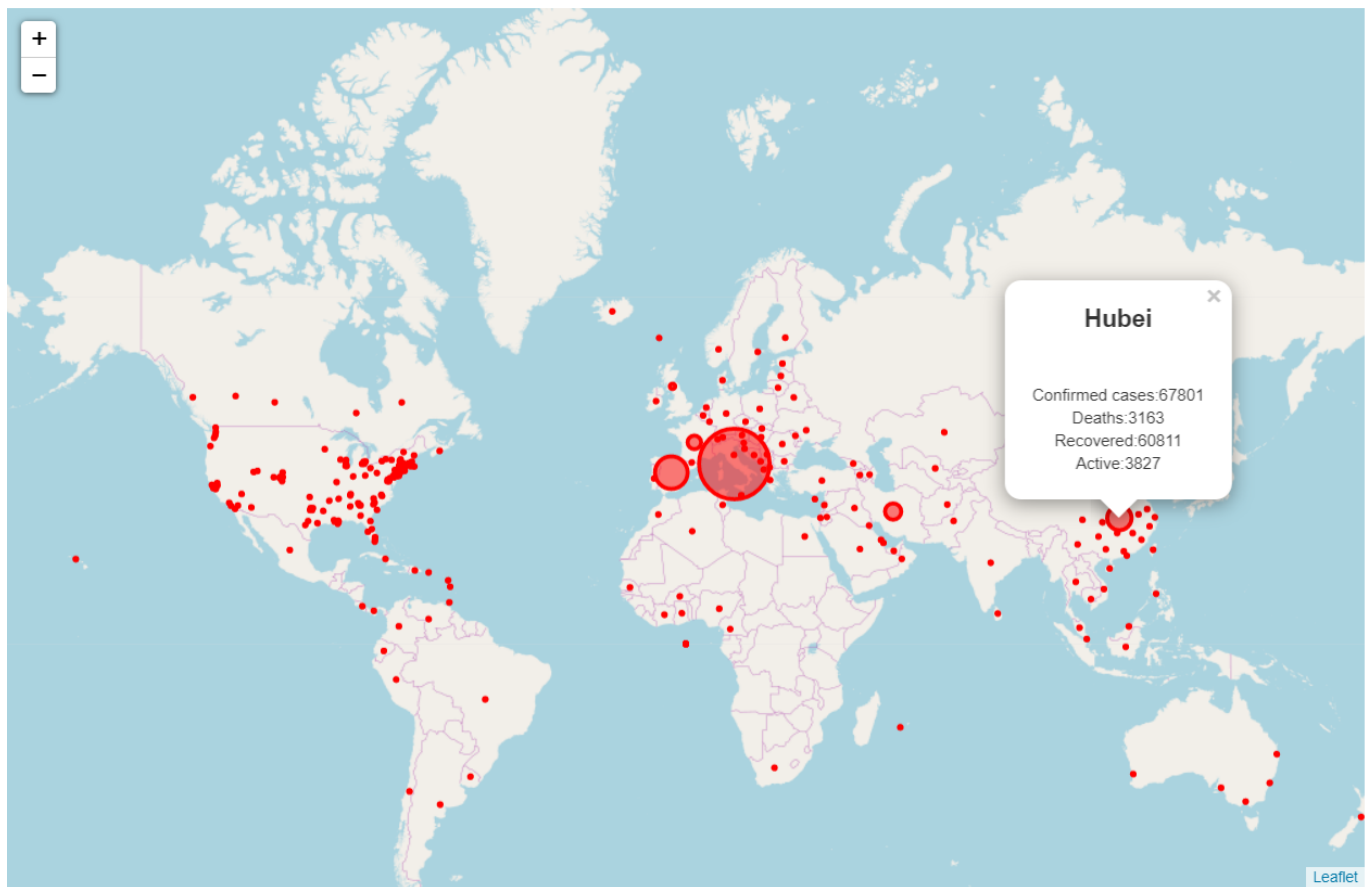 +
−
×
Hubei
Confirmed cases:67801
Deaths:3163
Recovered:60811
Active:3827
Leaflet